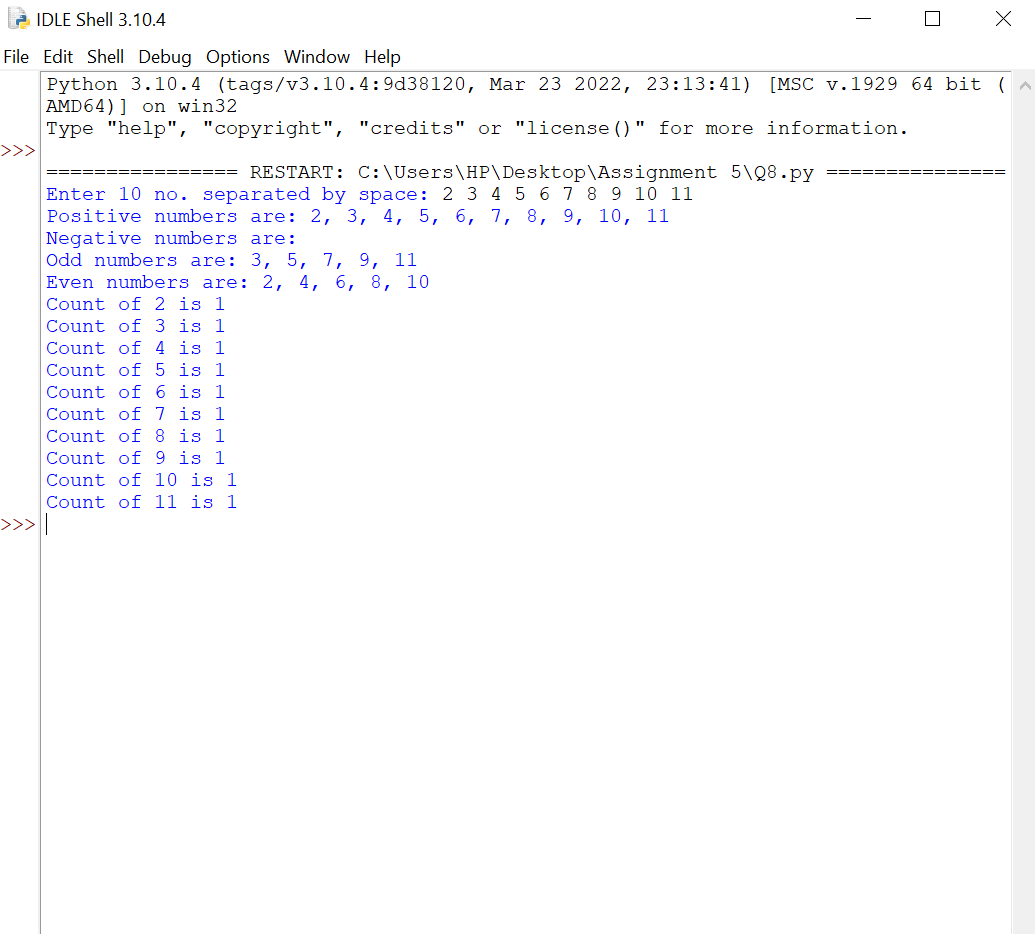 IDLE Shell 3.10.4
File Edit Shell Debug Options Window Help
Python 3.10.4 (tags/v3.10.4:9d38120, Mar 23 2022, 23:13:41) [MSC v.1929 64 bit (
AMD64)] on win32
Type "help", "copyright", "credits" or "license()" for more information.
>>>
================ RESTART: C:\Users\HP\Desktop\Assignment 5\Q8.py ===============
Enter 10 no. separated by space: 2 3 4 5 6 7 8 9 10 11
Positive numbers are: 2, 3, 4, 5, 6, 7, 8, 9, 10, 11
Negative numbers are:
Odd numbers are: 3, 5, 7, 9, 11
Even numbers are: 2, 4, 6, 8, 10
Count of 2 is 1
Count of 3 is 1
Count of 4 is 1
Count of 5 is 1
Count of 6 is 1
Count of 7 is 1
Count of 8 is 1
Count of 9 is 1
Count of 10 is 1
Count of 11 is 1
>>>